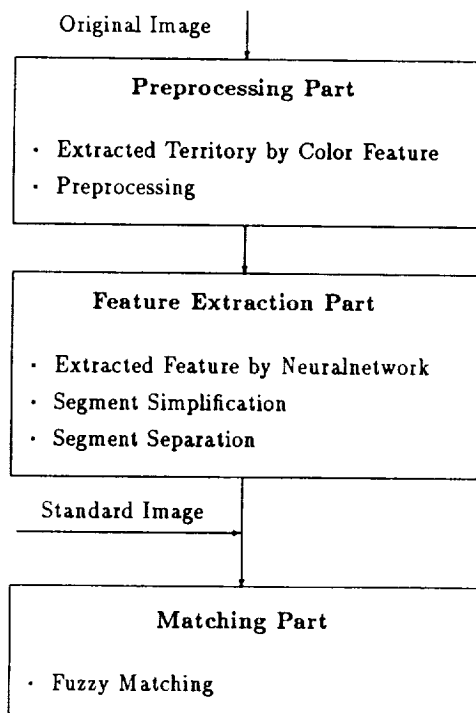 Original Image
Preprocessing Part
· Extracted Territory by Color Feature
· Preprocessing
Feature Extraction Part
· Extracted Feature by Neuralnetwork
· Segment Simplification
· Segment Separation
Standard Image
Matching Part
· Fuzzy Matching